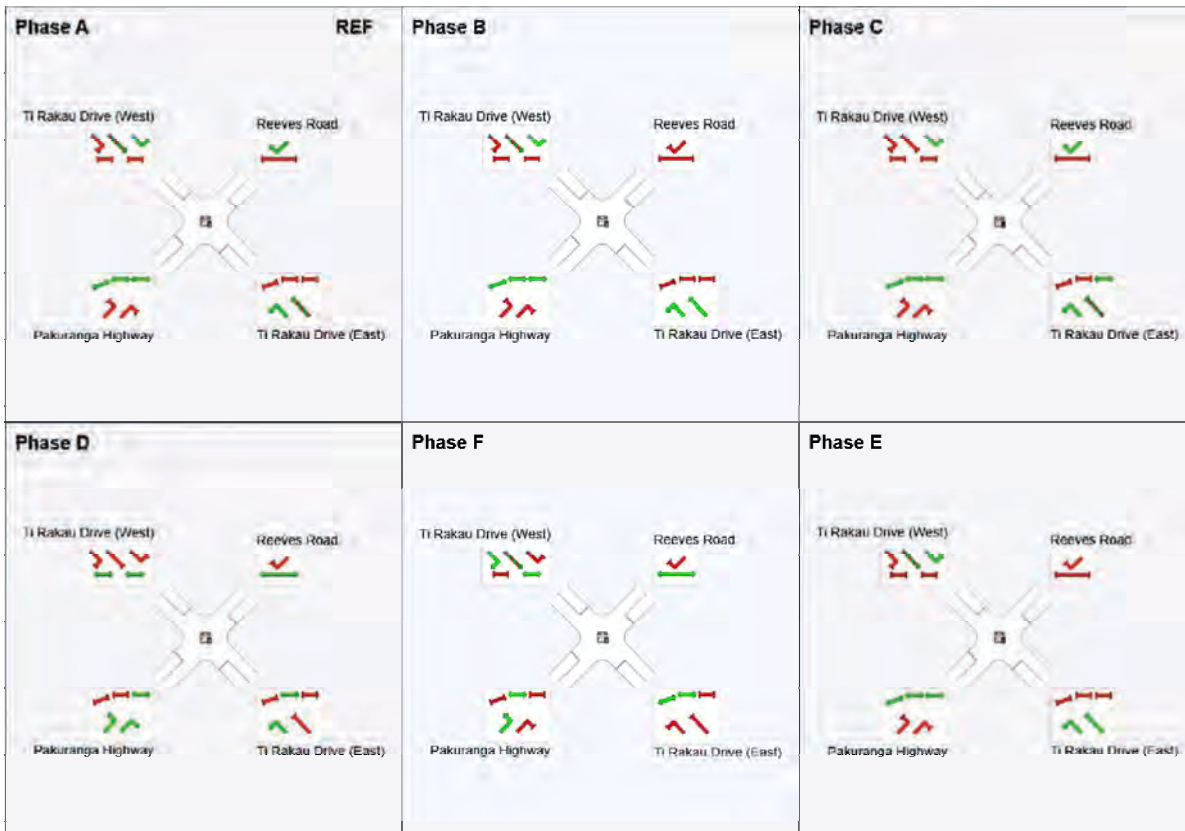 Phase A REF
Ti Rakau Drive (West)
Reeves Road
Pakuranga Highway
Ti Rakau Drive (East)
Phase B
Ti Rakau Drive (West)
Reeves Road
Pakuranga Highway
Ti Rakau Drive (East)
Phase C
Ti Rakau Drive (West)
Reeves Road
Pakuranga Highway
Ti Rakau Drive (East)
Phase D
Ti Rakau Drive (West)
Reeves Road
Pakuranga Highway
Ti Rakau Drive (East)
Phase F
Ti Rakau Drive (West)
Reeves Road
Pakuranga Highway
Ti Rakau Drive (East)
Phase E
Ti Rakau Drive (West)
Reeves Road
Pakuranga Highway
Ti Rakau Drive (East)